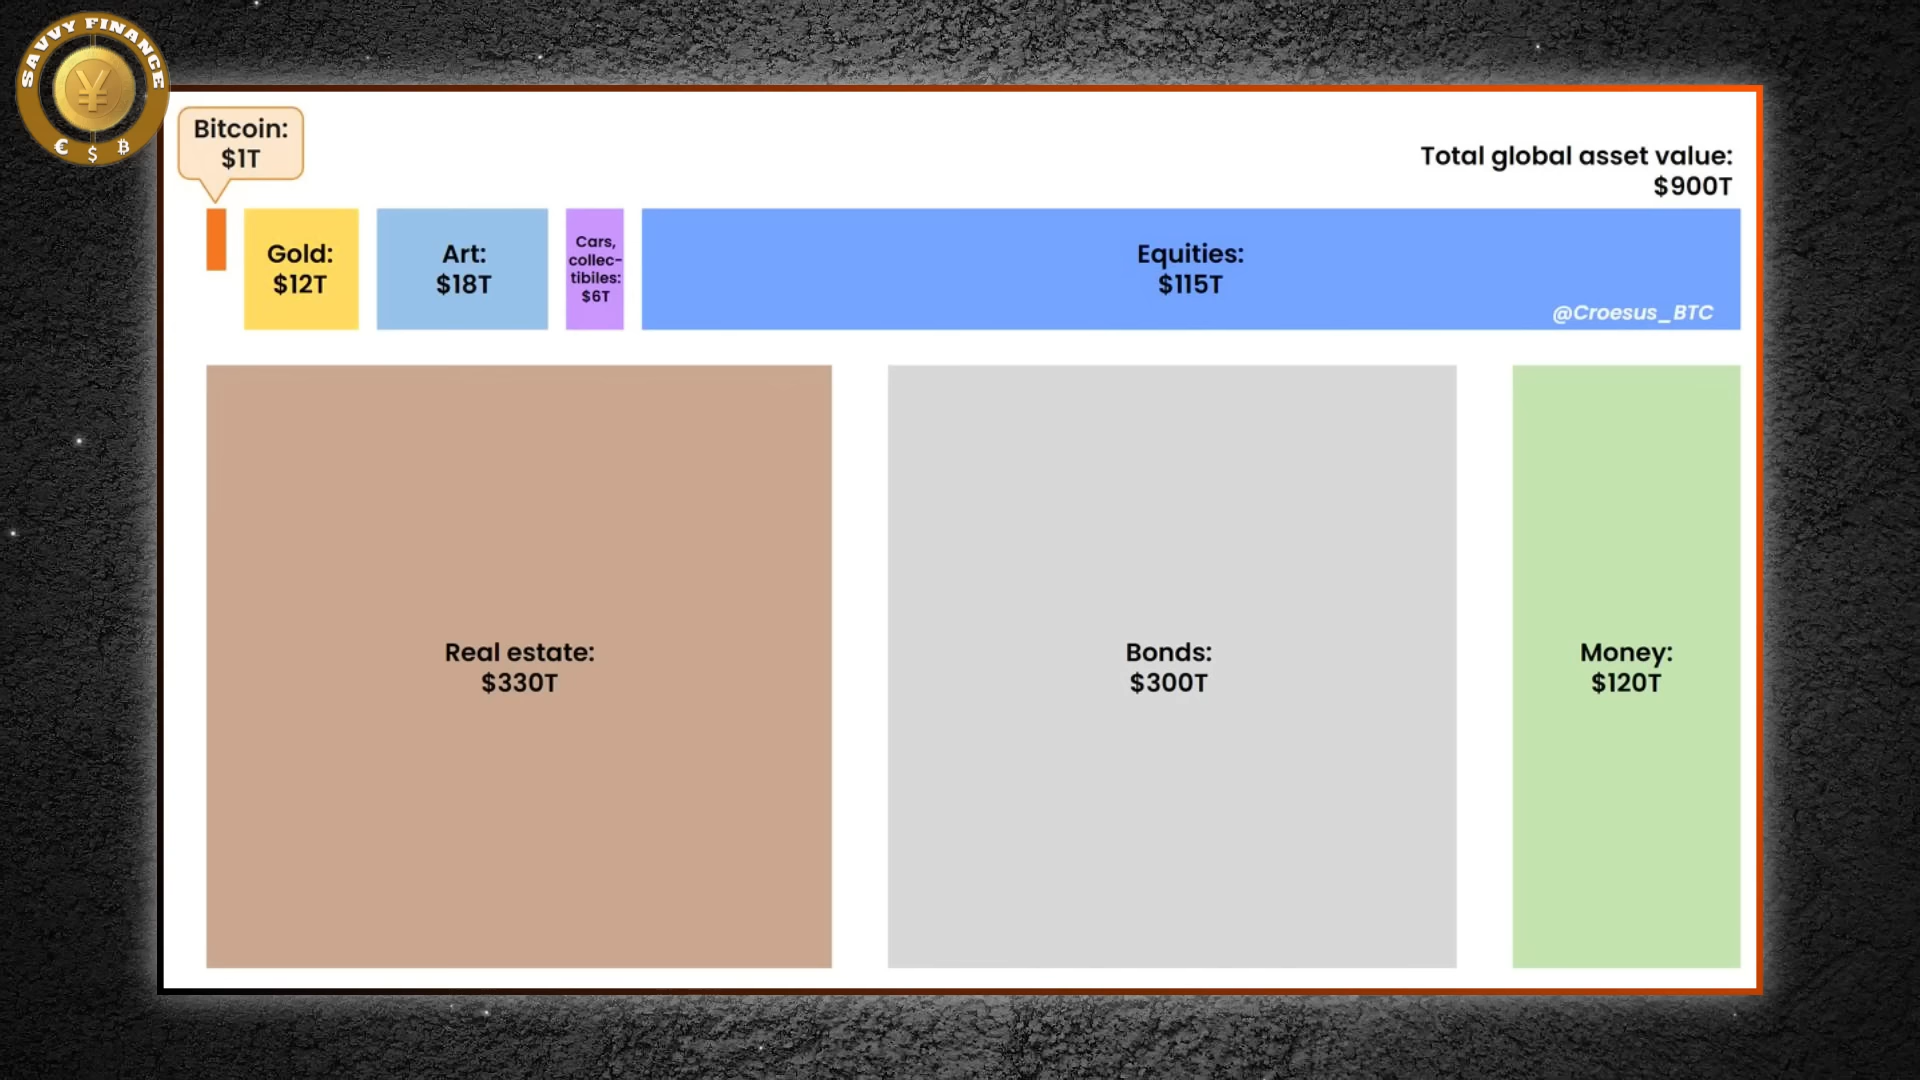 SAVVY FINANCE
¥
€ $ ₿
Bitcoin:
$1T
Total global asset value:
$900T
Gold:
$12T
Art:
$18T
Cars,
collec-
tibiles:
$6T
Equities:
$115T
@Croesus_BTC
Real estate:
$330T
Bonds:
$300T
Money:
$120T